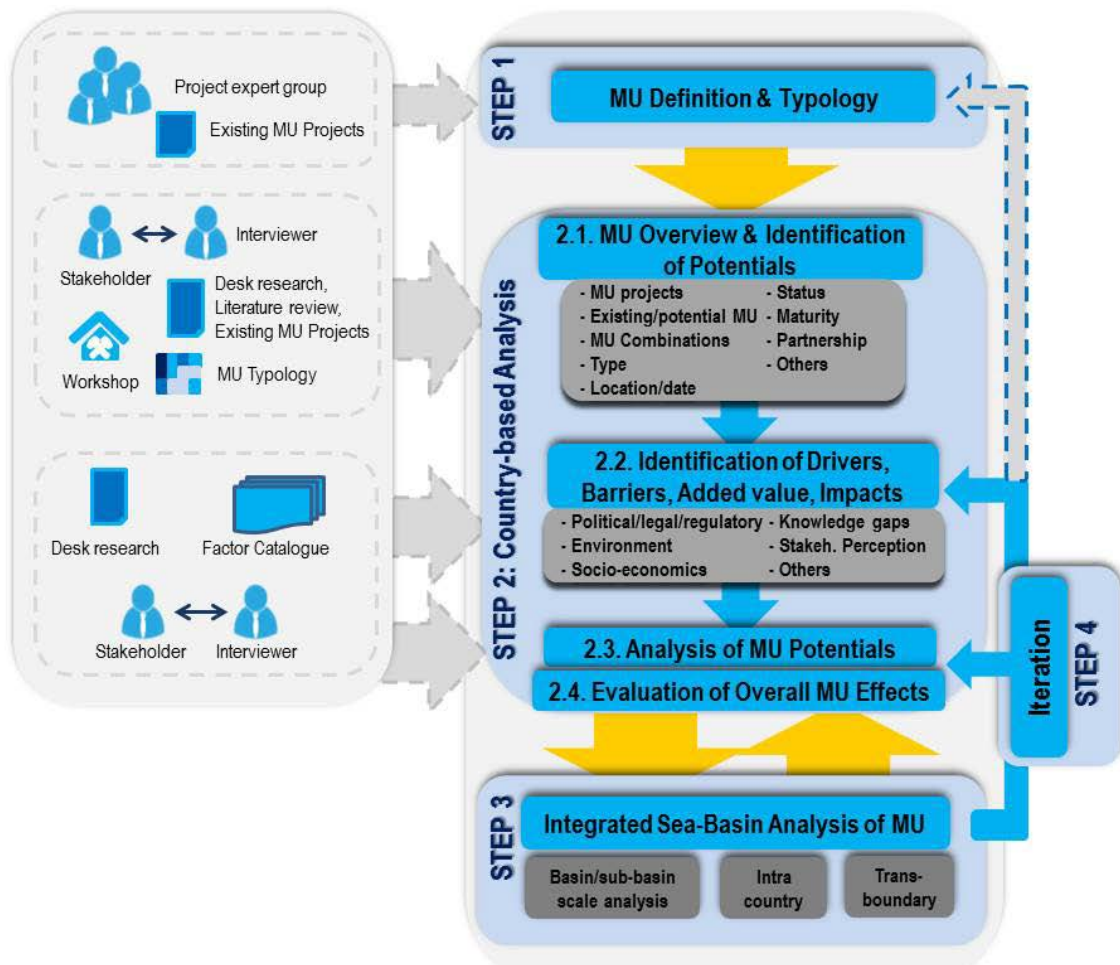 Project expert group
Existing MU Projects
Stakeholder
Interviewer
Desk research,
Literature review,
Existing MU Projects
Workshop
MU Typology
Desk research
Factor Catalogue
Stakeholder
Interviewer
STEP 1
MU Definition & Typology
STEP 2: Country-based Analysis
2.1. MU Overview & Identification
of Potentials
- MU projects
- Existing/potential MU
- MU Combinations
- Type
- Location/date
- Status
- Maturity
- Partnership
- Others
2.2. Identification of Drivers,
Barriers, Added value, Impacts
- Political/legal/regulatory
- Environment
- Socio-economics
- Knowledge gaps
- Stakeh. Perception
- Others
2.3. Analysis of MU Potentials
2.4. Evaluation of Overall MU Effects
STEP 3
Integrated Sea-Basin Analysis of MU
Basin/sub-basin
scale analysis
Intra
country
Trans-
boundary
Iteration
STEP 4